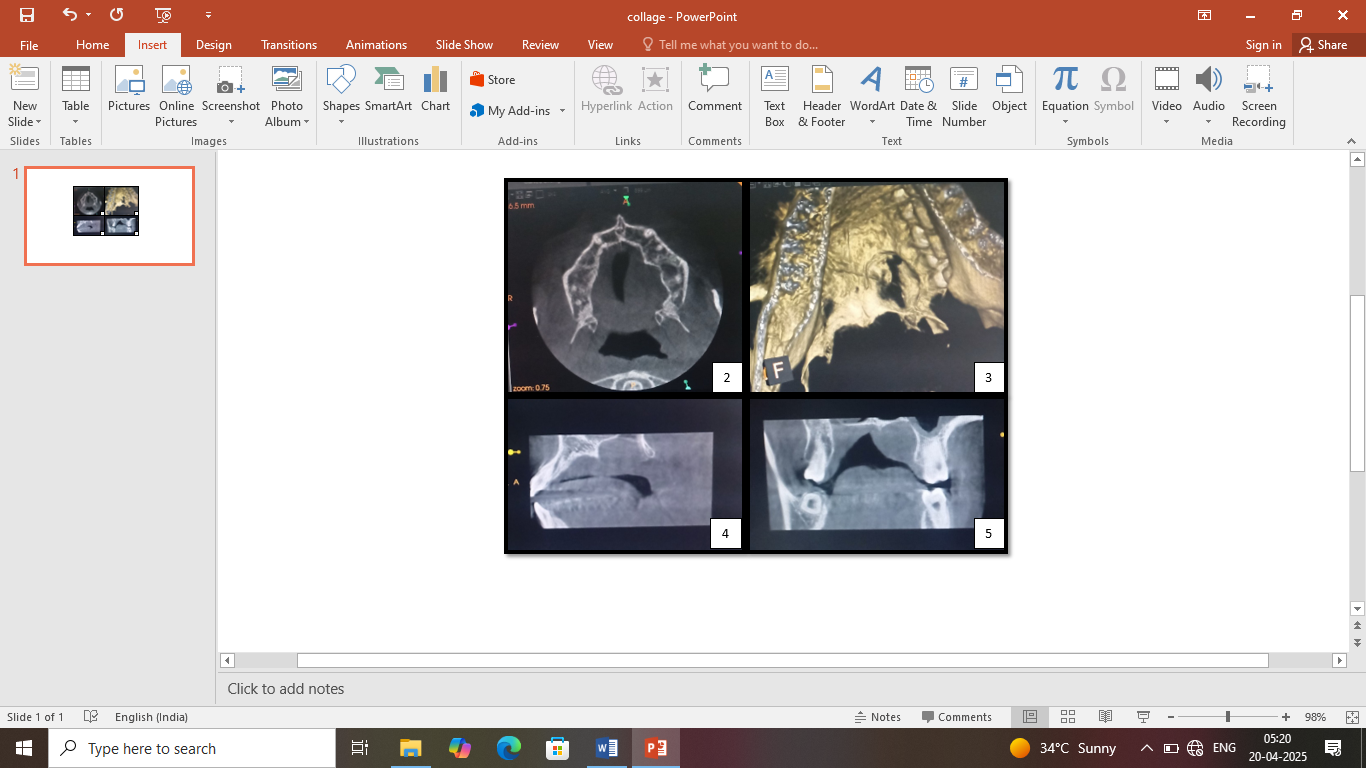 collage - PowerPoint
File Home Insert Design Transitions Animations Slide Show Review View Tell me what you want to do... Sign in Share
New Slide
Table
Pictures
Online Pictures
Screenshot
Photo Album
Shapes
SmartArt
Chart
Store
My Add-ins
Hyperlink
Action
Comment
Text Box
Header & Footer
WordArt
Date & Time
Slide Number
Object
Equation
Symbol
Video
Audio
Screen Recording
Slides Tables Images Illustrations Add-ins Links Comments Text Symbols Media
1
6.5 mm
A
R
zoom: 0.75
2
F
3
A
4
5
Click to add notes
Slide 1 of 1 English (India) Notes Comments 98%
Type here to search
34°C Sunny
ENG
05:20
20-04-2025